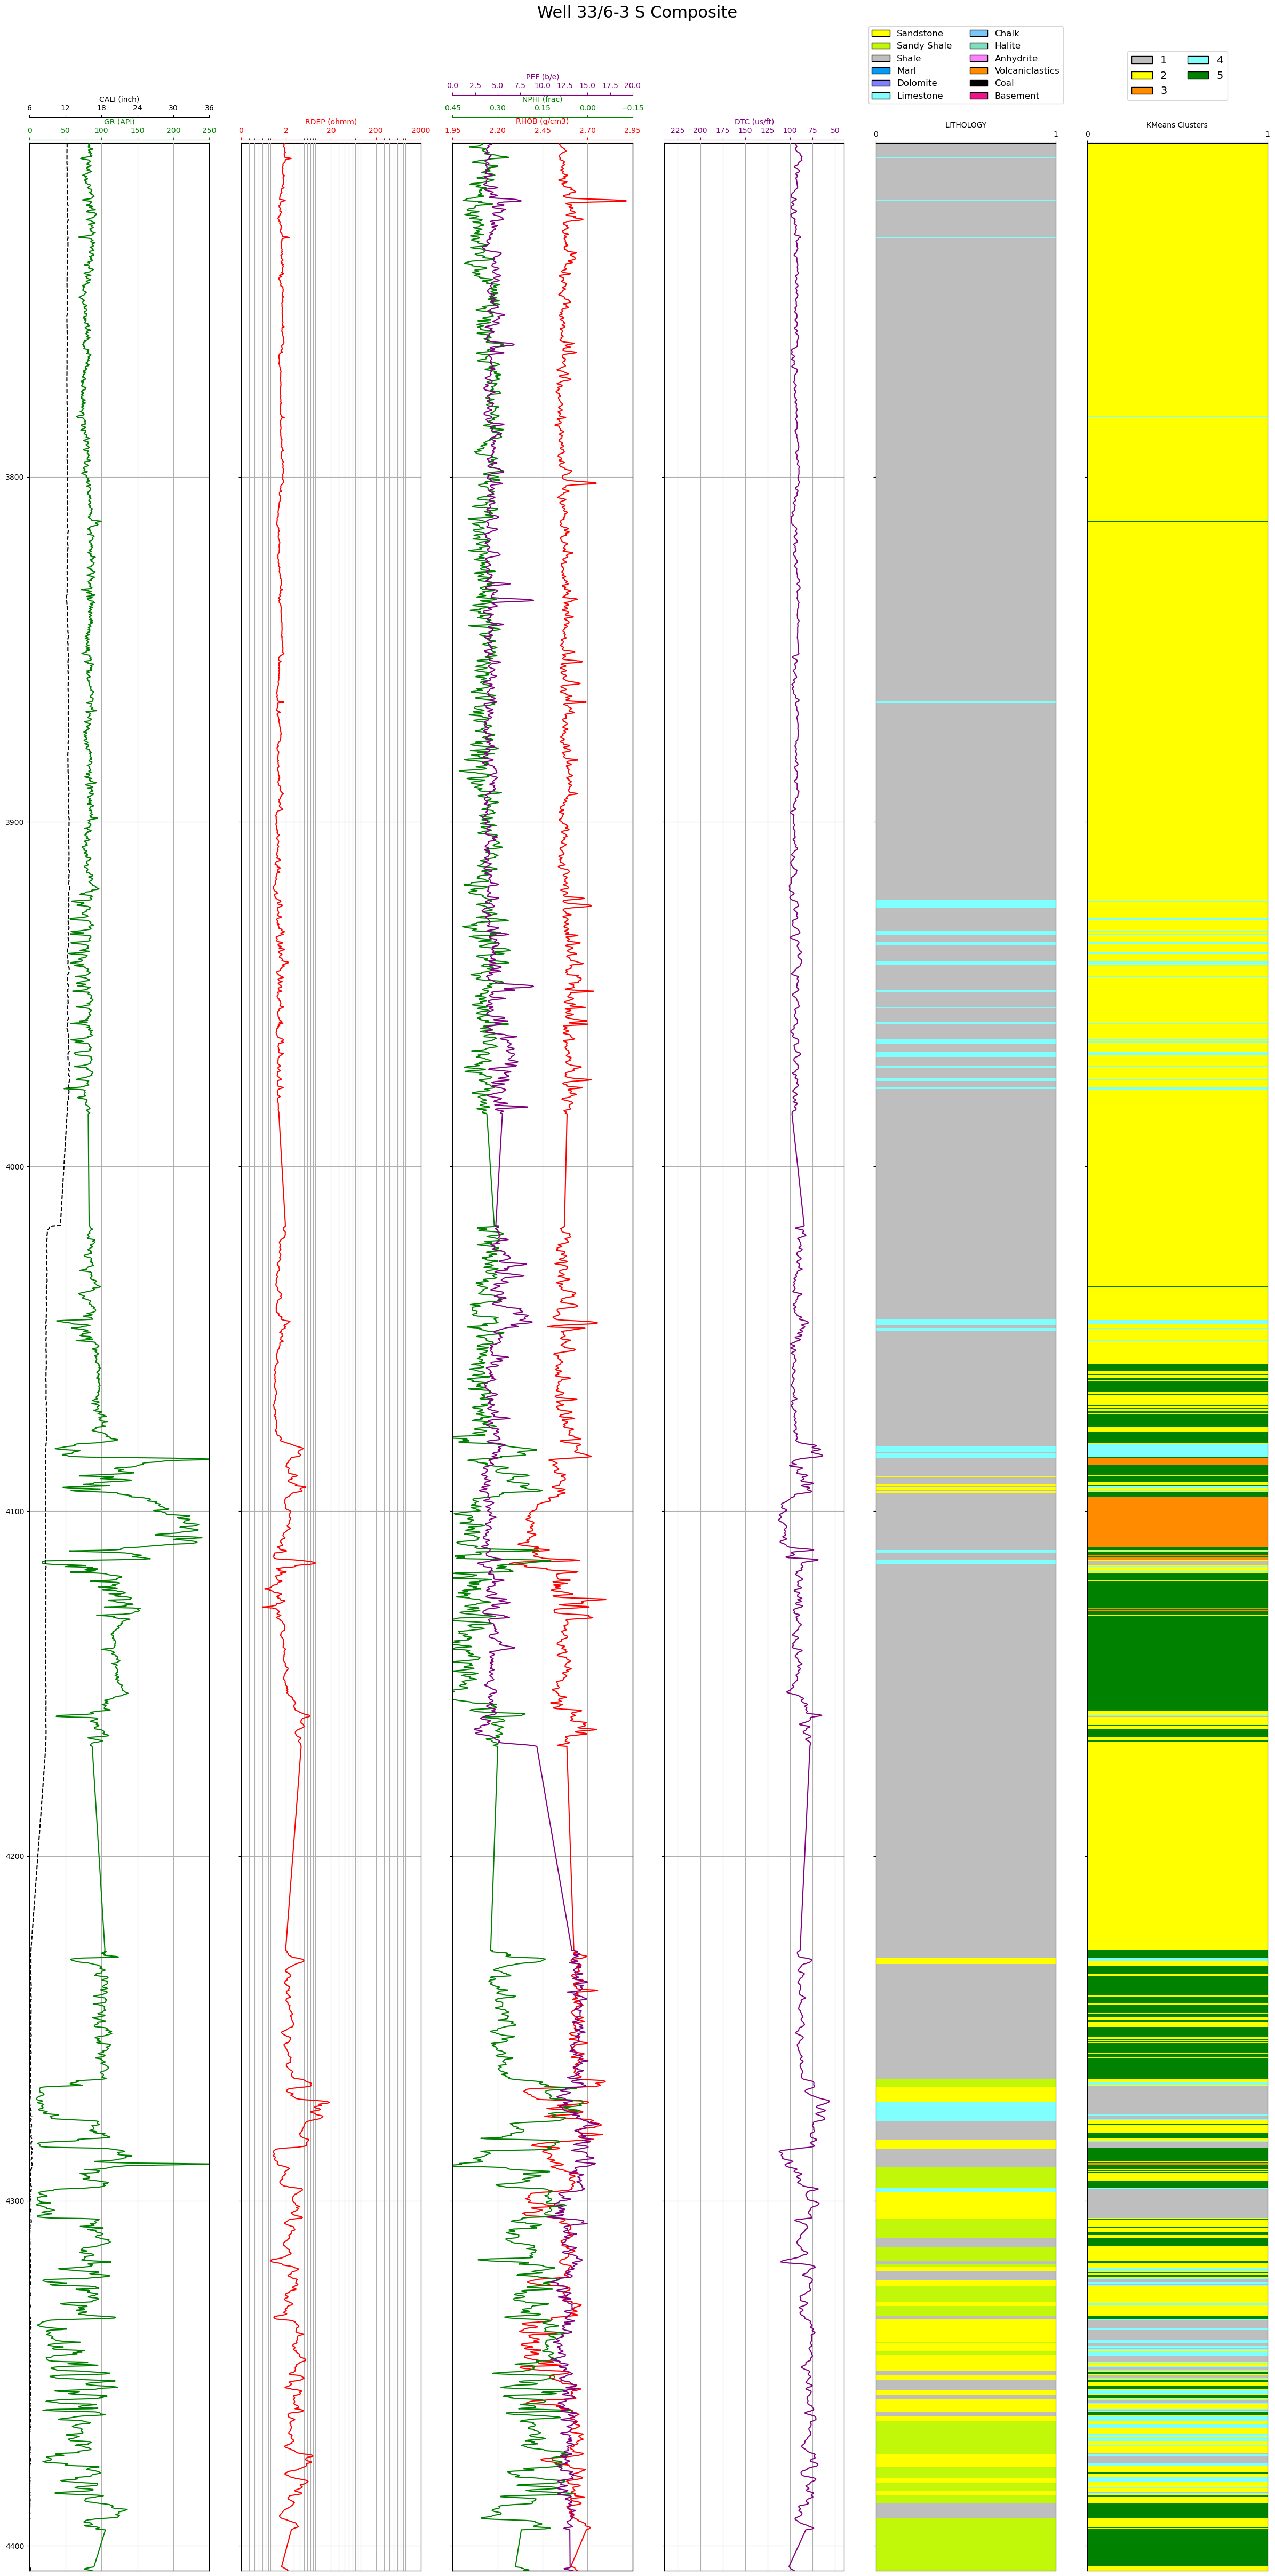 Well 33/6-3 S Composite
Sandstone Chalk
Sandy Shale Halite
Shale Anhydrite
Marl Volcaniclastics
Dolomite Coal
Limestone Basement
1 4
2 5
3
PEF (b/e)
0.0 2.5 5.0 7.5 10.0 12.5 15.0 17.5 20.0
CALI (inch) NPHI (frac)
6 12 18 24 30 36 0.45 0.30 0.15 0.00 −0.15
GR (API) RDEP (ohmm) RHOB (g/cm3) DTC (us/ft) LITHOLOGY KMeans Clusters
0 50 100 150 200 250 0 2 20 200 2000 1.95 2.20 2.45 2.70 2.95 225 200 175 150 125 100 75 50 0 1 0 1
3800
3900
4000
4100
4200
4300
4400